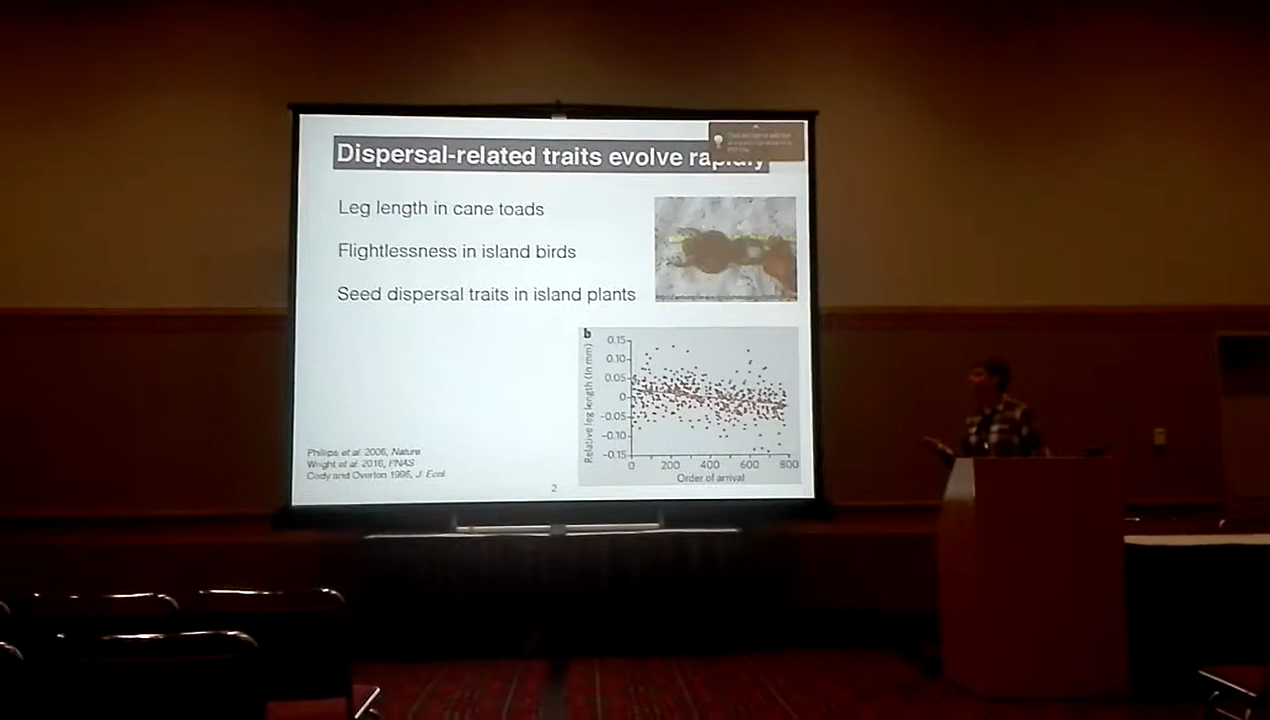 Dispersal-related traits evolve rapidly
Leg length in cane toads
Flightlessness in island birds
Seed dispersal traits in island plants
b
Relative leg length (ln mm)
0.15
0.10
0.05
0
-0.05
-0.10
-0.15
0 200 400 600 800
Order of arrival
Phillips et al. 2006, Nature
Wright et al. 2016, PNAS
Cody and Overton 1996, J. Ecol.
2